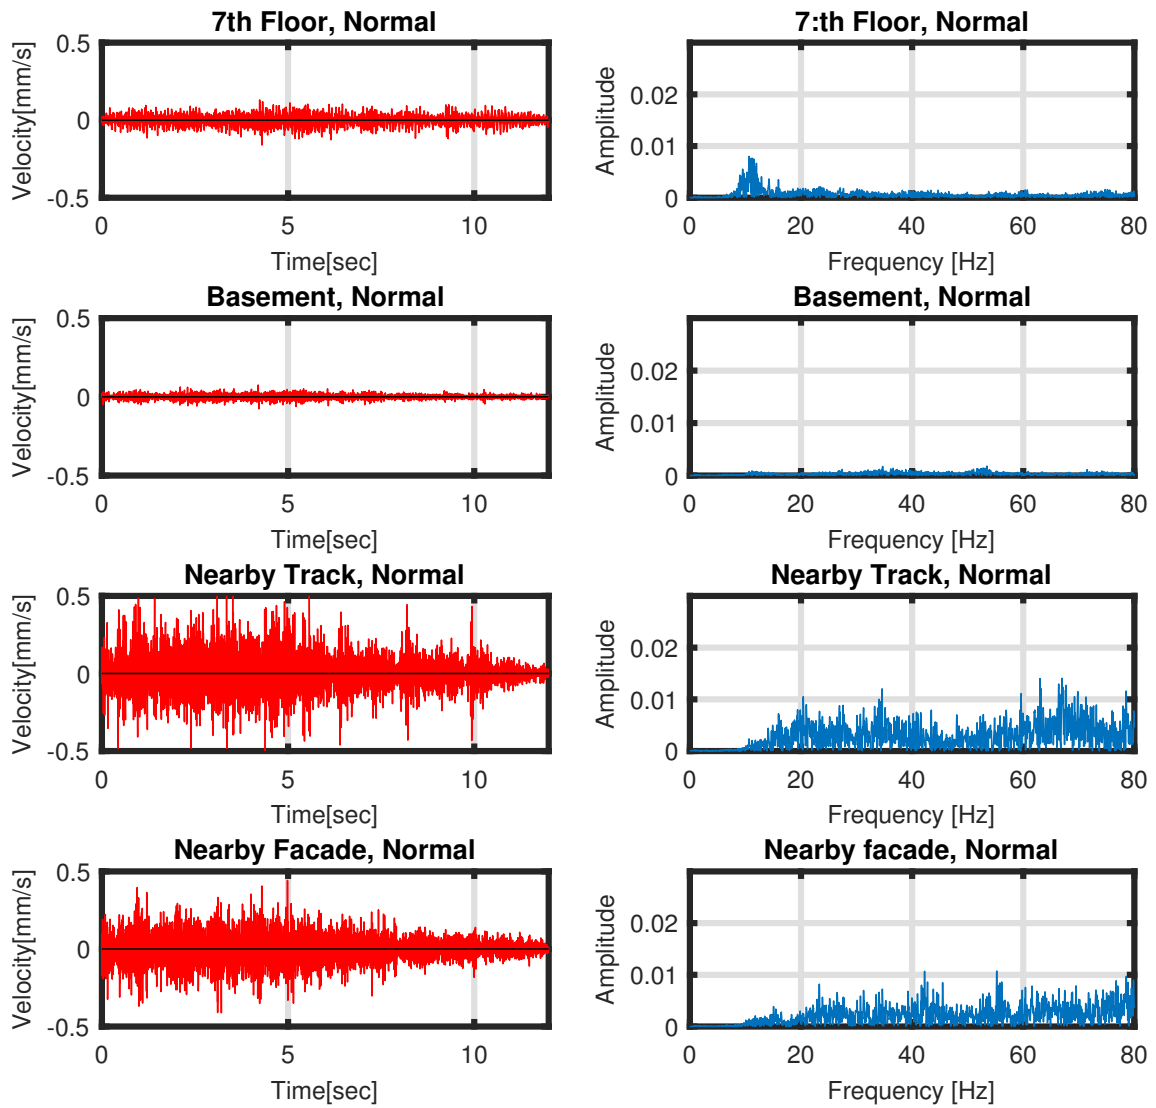 7th Floor, Normal
7:th Floor, Normal
Velocity[mm/s]
0.5
0
-0.5
0 5 10
Time[sec]
Amplitude
0.02
0.01
0
0 20 40 60 80
Frequency [Hz]
Basement, Normal
Basement, Normal
Velocity[mm/s]
0.5
0
-0.5
0 5 10
Time[sec]
Amplitude
0.02
0.01
0
0 20 40 60 80
Frequency [Hz]
Nearby Track, Normal
Nearby Track, Normal
Velocity[mm/s]
0.5
0
-0.5
0 5 10
Time[sec]
Amplitude
0.02
0.01
0
0 20 40 60 80
Frequency [Hz]
Nearby Facade, Normal
Nearby facade, Normal
Velocity[mm/s]
0.5
0
-0.5
0 5 10
Time[sec]
Amplitude
0.02
0.01
0
0 20 40 60 80
Frequency [Hz]